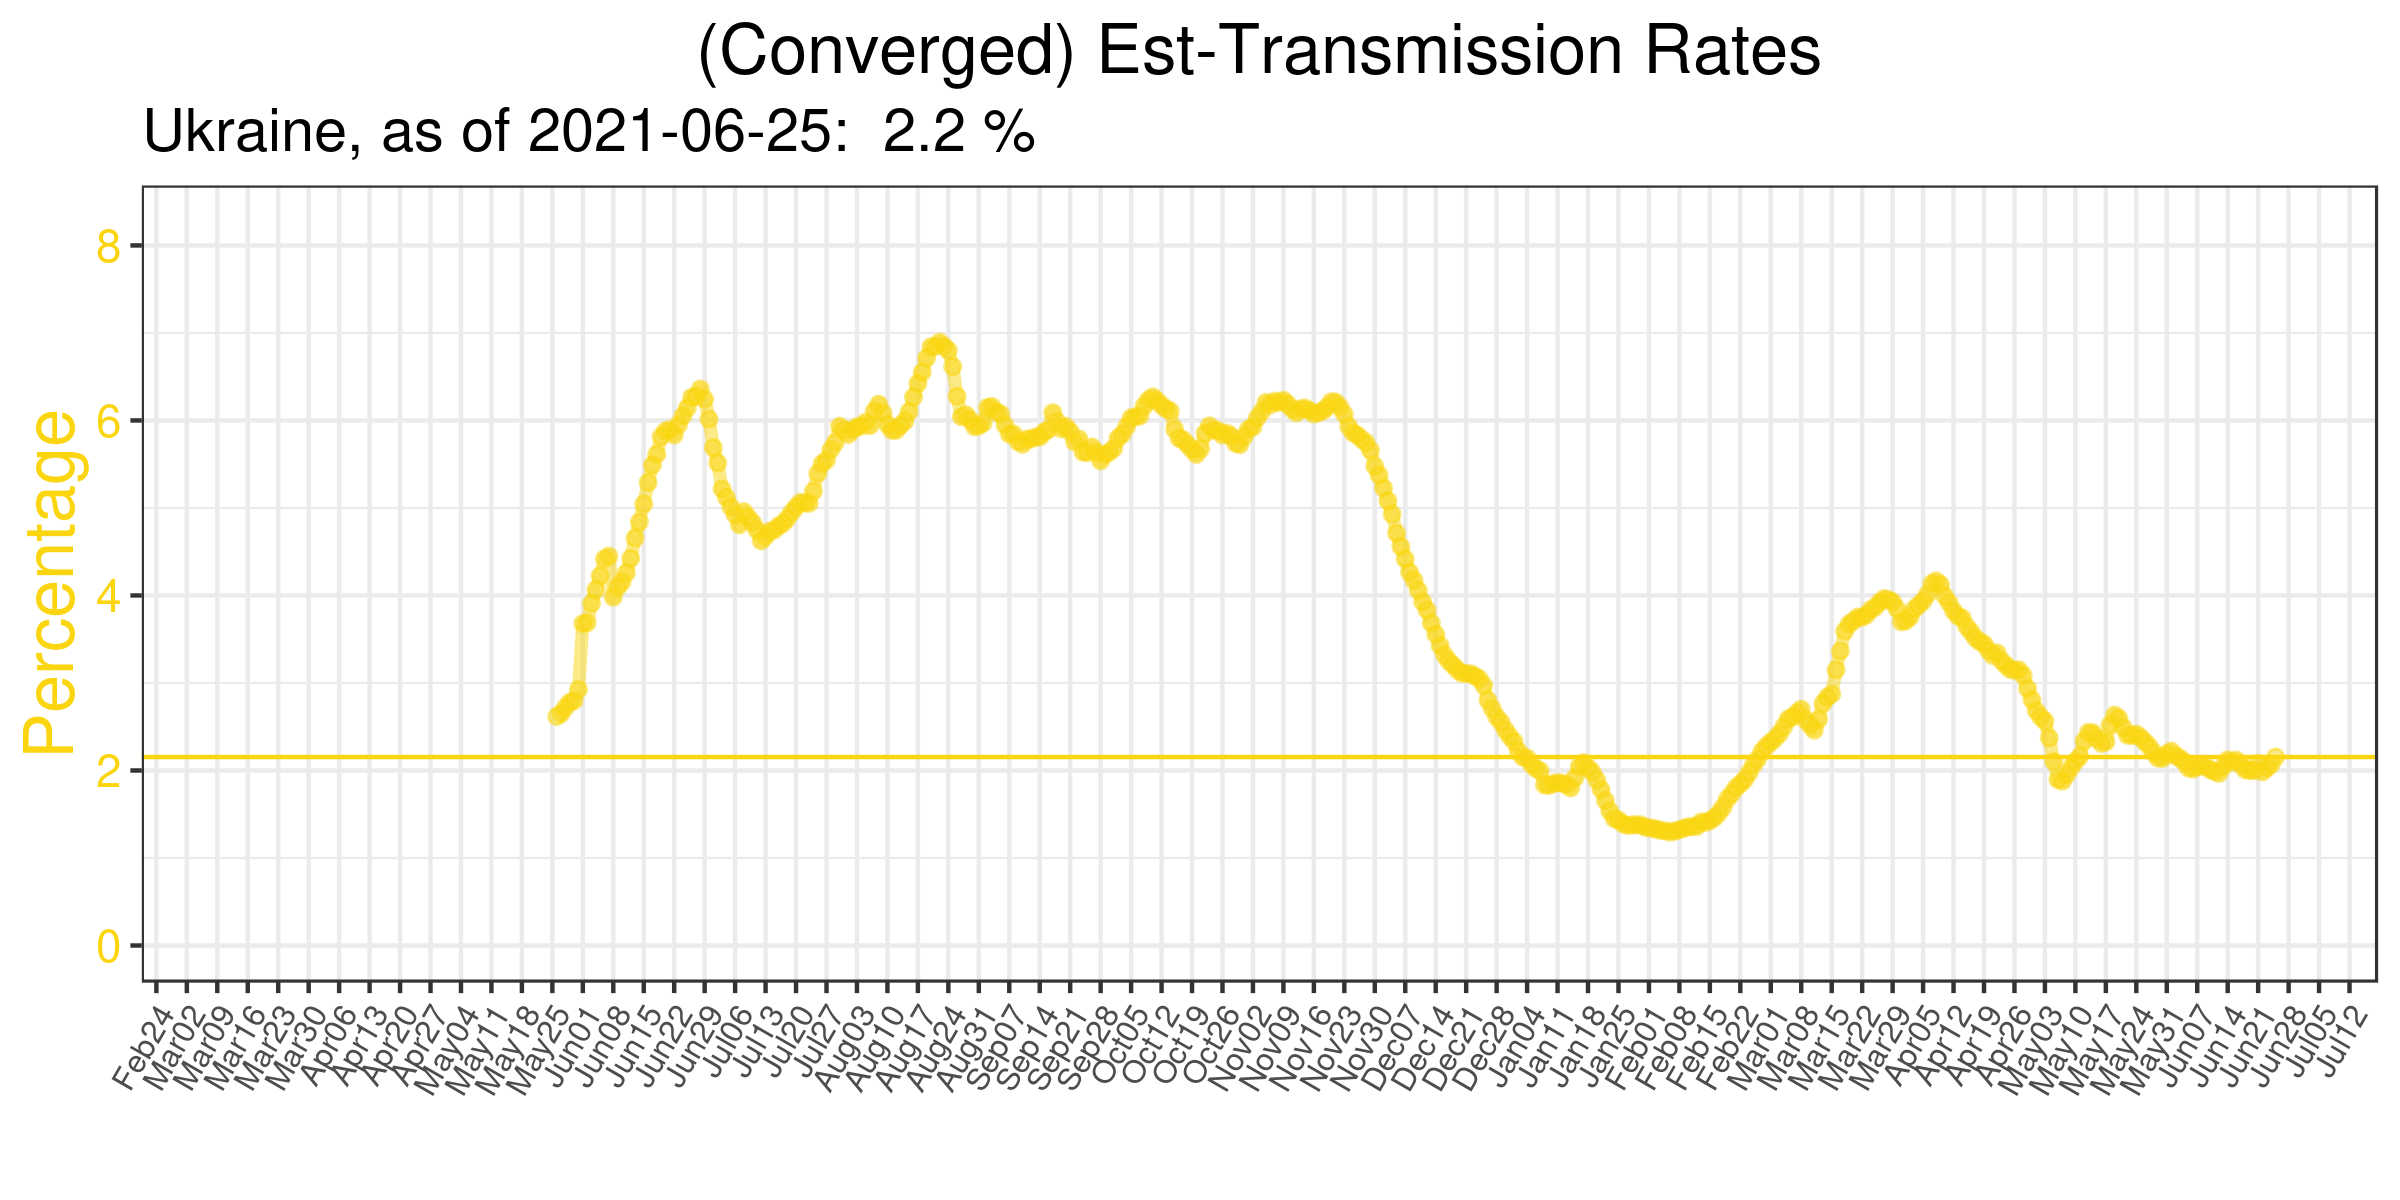 (Converged) Est-Transmission Rates
Ukraine, as of 2021-06-25:  2.2 %
Percentage
8
6
4
2
0
Feb24
Mar02
Mar09
Mar16
Mar23
Mar30
Apr06
Apr13
Apr20
Apr27
May04
May11
May18
May25
Jun01
Jun08
Jun15
Jun22
Jun29
Jul06
Jul13
Jul20
Jul27
Aug03
Aug10
Aug17
Aug24
Aug31
Sep07
Sep14
Sep21
Sep28
Oct05
Oct12
Oct19
Oct26
Nov02
Nov09
Nov16
Nov23
Nov30
Dec07
Dec14
Dec21
Dec28
Jan04
Jan11
Jan18
Jan25
Feb01
Feb08
Feb15
Feb22
Mar01
Mar08
Mar15
Mar22
Mar29
Apr05
Apr12
Apr19
Apr26
May03
May10
May17
May24
May31
Jun07
Jun14
Jun21
Jun28
Jul05
Jul12